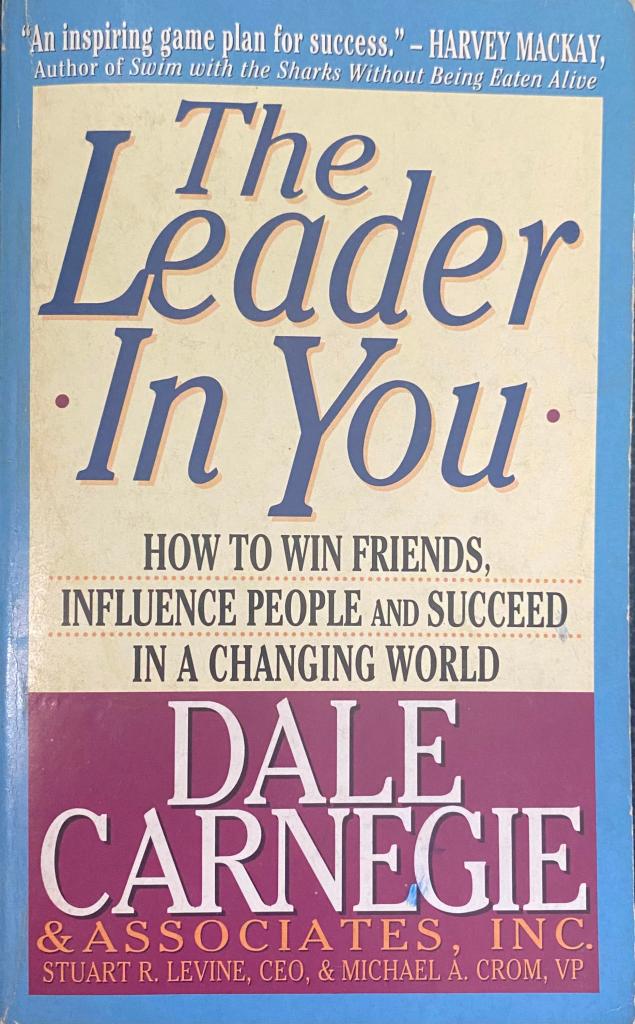 “An inspiring game plan for success.” – HARVEY MACKAY,
Author of Swim with the Sharks Without Being Eaten Alive
The
Leader
· In You ·
HOW TO WIN FRIENDS,
INFLUENCE PEOPLE AND SUCCEED
IN A CHANGING WORLD
DALE
CARNEGIE
& ASSOCIATES, INC.
STUART R. LEVINE, CEO, & MICHAEL A. CROM, VP